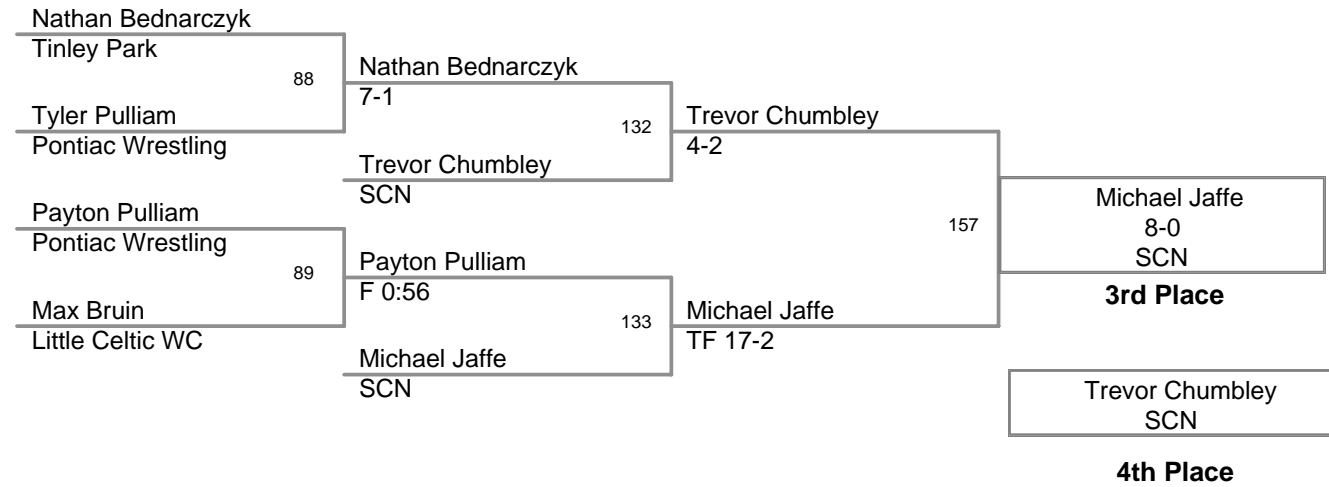 Nathan Bednarczyk
Tinley Park
88
Nathan Bednarczyk
7-1
Tyler Pulliam
Pontiac Wrestling
132
Trevor Chumbley
4-2
Trevor Chumbley
SCN
Payton Pulliam
Pontiac Wrestling
89
Payton Pulliam
F 0:56
Max Bruin
Little Celtic WC
133
Michael Jaffe
TF 17-2
Michael Jaffe
SCN
157
Michael Jaffe
8-0
SCN
3rd Place
Trevor Chumbley
SCN
4th Place